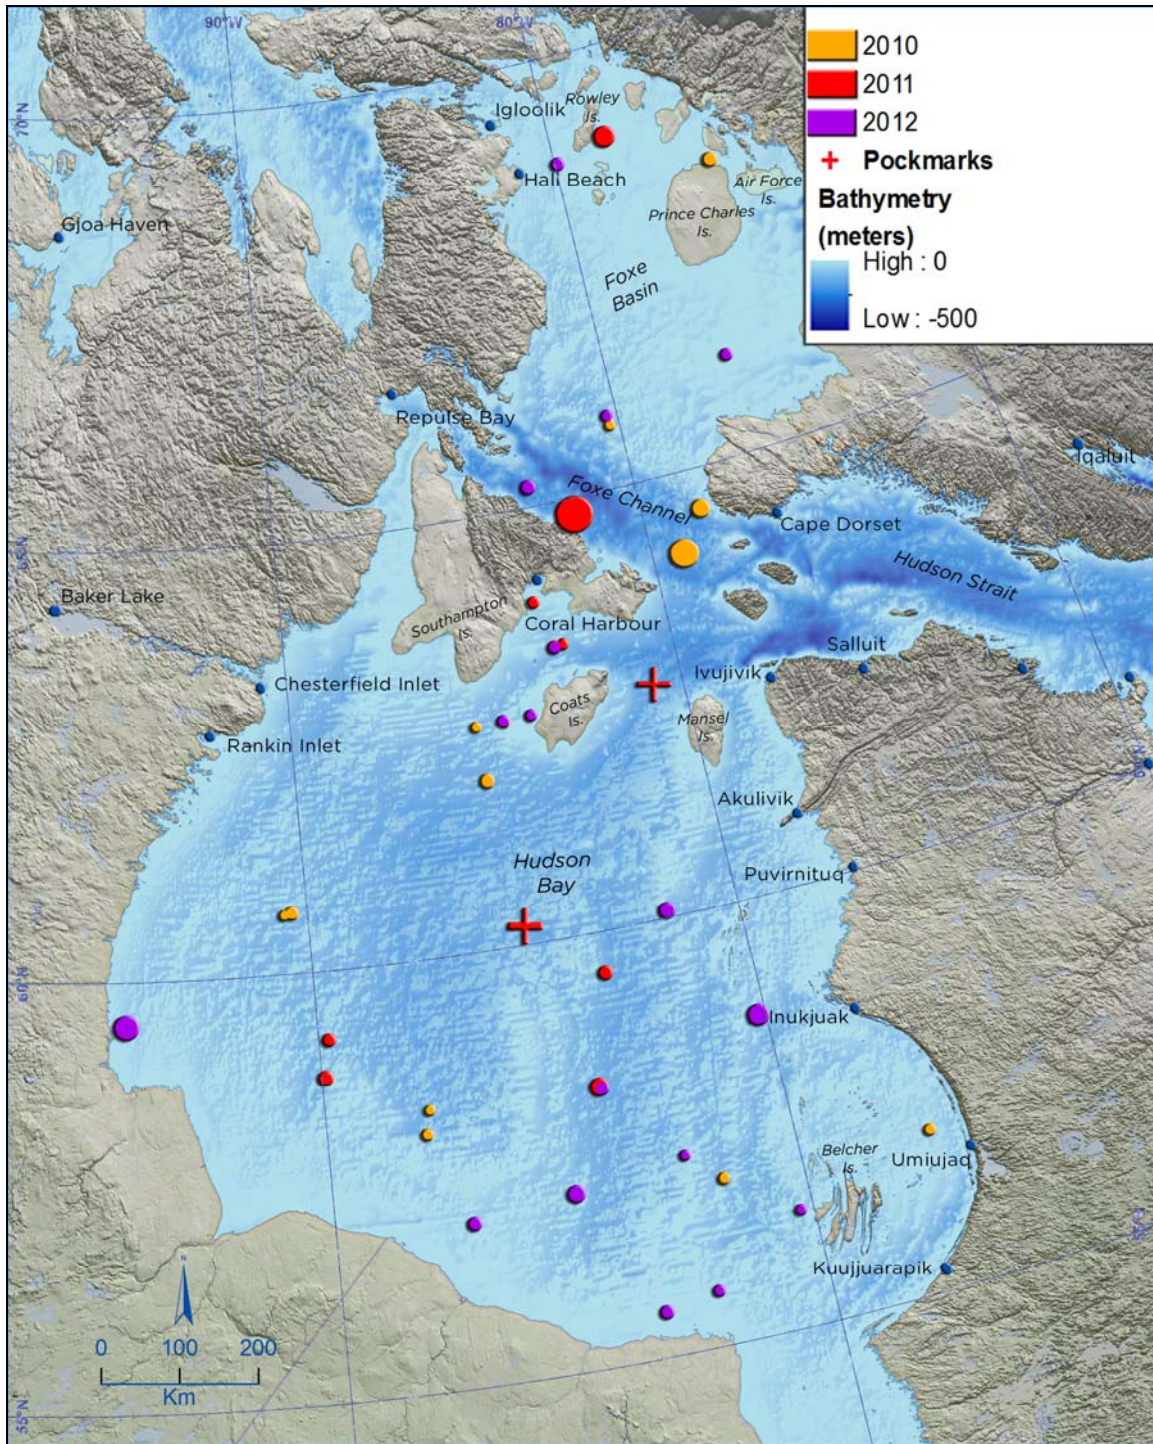 90°W
80°W
2010
2011
2012
Pockmarks
Bathymetry
(meters)
High : 0
Low : -500
70°N
Igloolik
Rowley
Is.
Hall Beach
Air Force
Is.
Prince Charles
Is.
Gjoa Haven
Foxe
Basin
Repulse Bay
Iqaluit
Foxe Channel
Cape Dorset
65°N
Hudson Strait
Baker Lake
Southampton
Is.
Coral Harbour
Salluit
Ivujivik
Chesterfield Inlet
Coats
Is.
Mansel
Is.
Rankin Inlet
Akulivik
Hudson
Bay
Puvirnituq
60°N
Inukjuak
Belcher
Is.
Umiujaq
55°N
Kuujjuarapik
N
0 100 200
Km
55°N